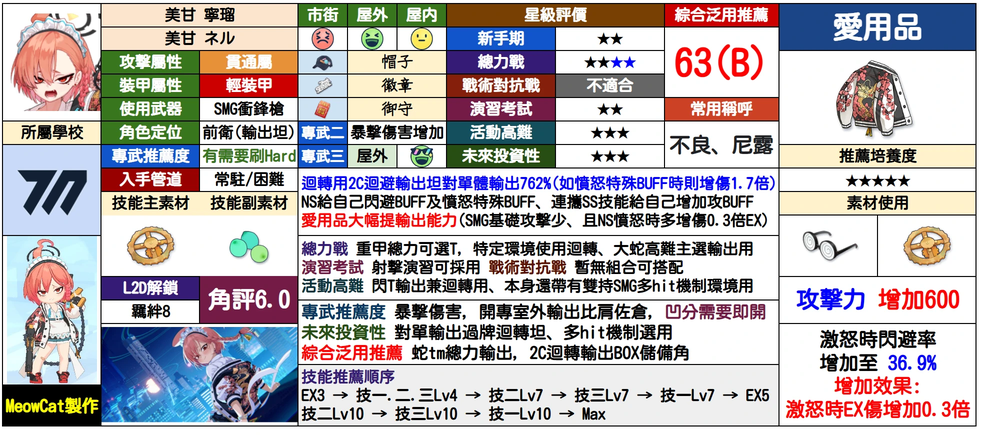 美甘 寧瑠
美甘 ネル
攻擊屬性 貫通屬
裝甲屬性 輕裝甲
使用武器 SMG衝鋒槍
所屬學校
角色定位 前衛(輸出坦)
專武推薦度 有需要刷Hard
入手管道 常駐/困難
技能主素材 技能副素材
L2D解鎖
羈絆8
角評6.0
MeowCat製作
市街 屋外 屋內
帽子
徽章
御守
專武二 暴擊傷害增加
專武三 屋外
星級評價
新手期 ★★
總力戰 ★★★★
戰術對抗戰 不適合
演習考試 ★★
活動高難 ★★★
未來投資性 ★★★
綜合泛用推薦
63(B)
常用稱呼
不良、尼露
迴轉用2C迴避輸出坦對單體輸出762%(如憤怒特殊BUFF時則增傷1.7倍)
NS給自己閃避BUFF及憤怒特殊BUFF、連攜SS技能給自己增加攻BUFF
愛用品大幅提輸出能力(SMG基礎攻擊少、且NS憤怒時多增傷0.3倍EX)
總力戰 重甲總力可選T, 特定環境使用迴轉、大蛇高難主選輸出用
演習考試 射擊演習可採用 戰術對抗戰 暫無組合可搭配
活動高難 閃T輸出兼迴轉用、本身還帶有雙持SMG多hit機制環境用
專武推薦度 暴擊傷害, 開專室外輸出比肩佐倉, 凹分需要即開
未來投資性 對單輸出過牌迴轉坦、多hit機制選用
綜合泛用推薦 蛇tm總力輸出, 2C迴轉輸出BOX儲備角
技能推薦順序
EX3 → 技一.二.三Lv4 → 技二Lv7 → 技三Lv7 → 技一Lv7 → EX5
技二Lv10 → 技三Lv10 → 技一Lv10 → Max
愛用品
推薦培養度
★★★★★
素材使用
攻擊力 增加600
激怒時閃避率
增加至 36.9%
增加效果:
激怒時EX傷增加0.3倍